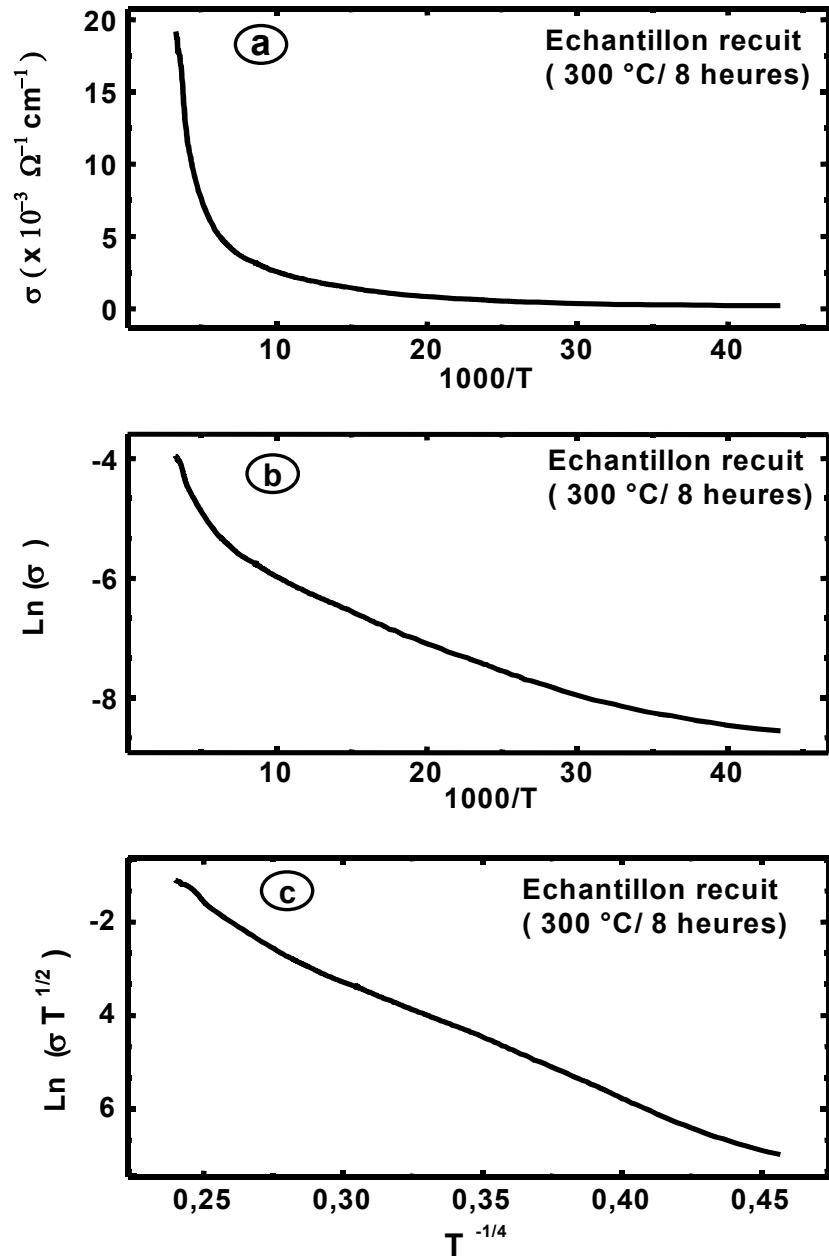 a
Echantillon recuit
( 300 °C/ 8 heures)
σ ( x 10⁻³ Ω⁻¹ cm⁻¹)
20
15
10
5
0
10 20 30 40
1000/T
b
Echantillon recuit
( 300 °C/ 8 heures)
Ln (σ )
-4
-6
-8
10 20 30 40
1000/T
c
Echantillon recuit
( 300 °C/ 8 heures)
Ln (σ T ¹ᐟ²)
-2
4
6
0,25 0,30 0,35 0,40 0,45
T ⁻¹ᐟ⁴